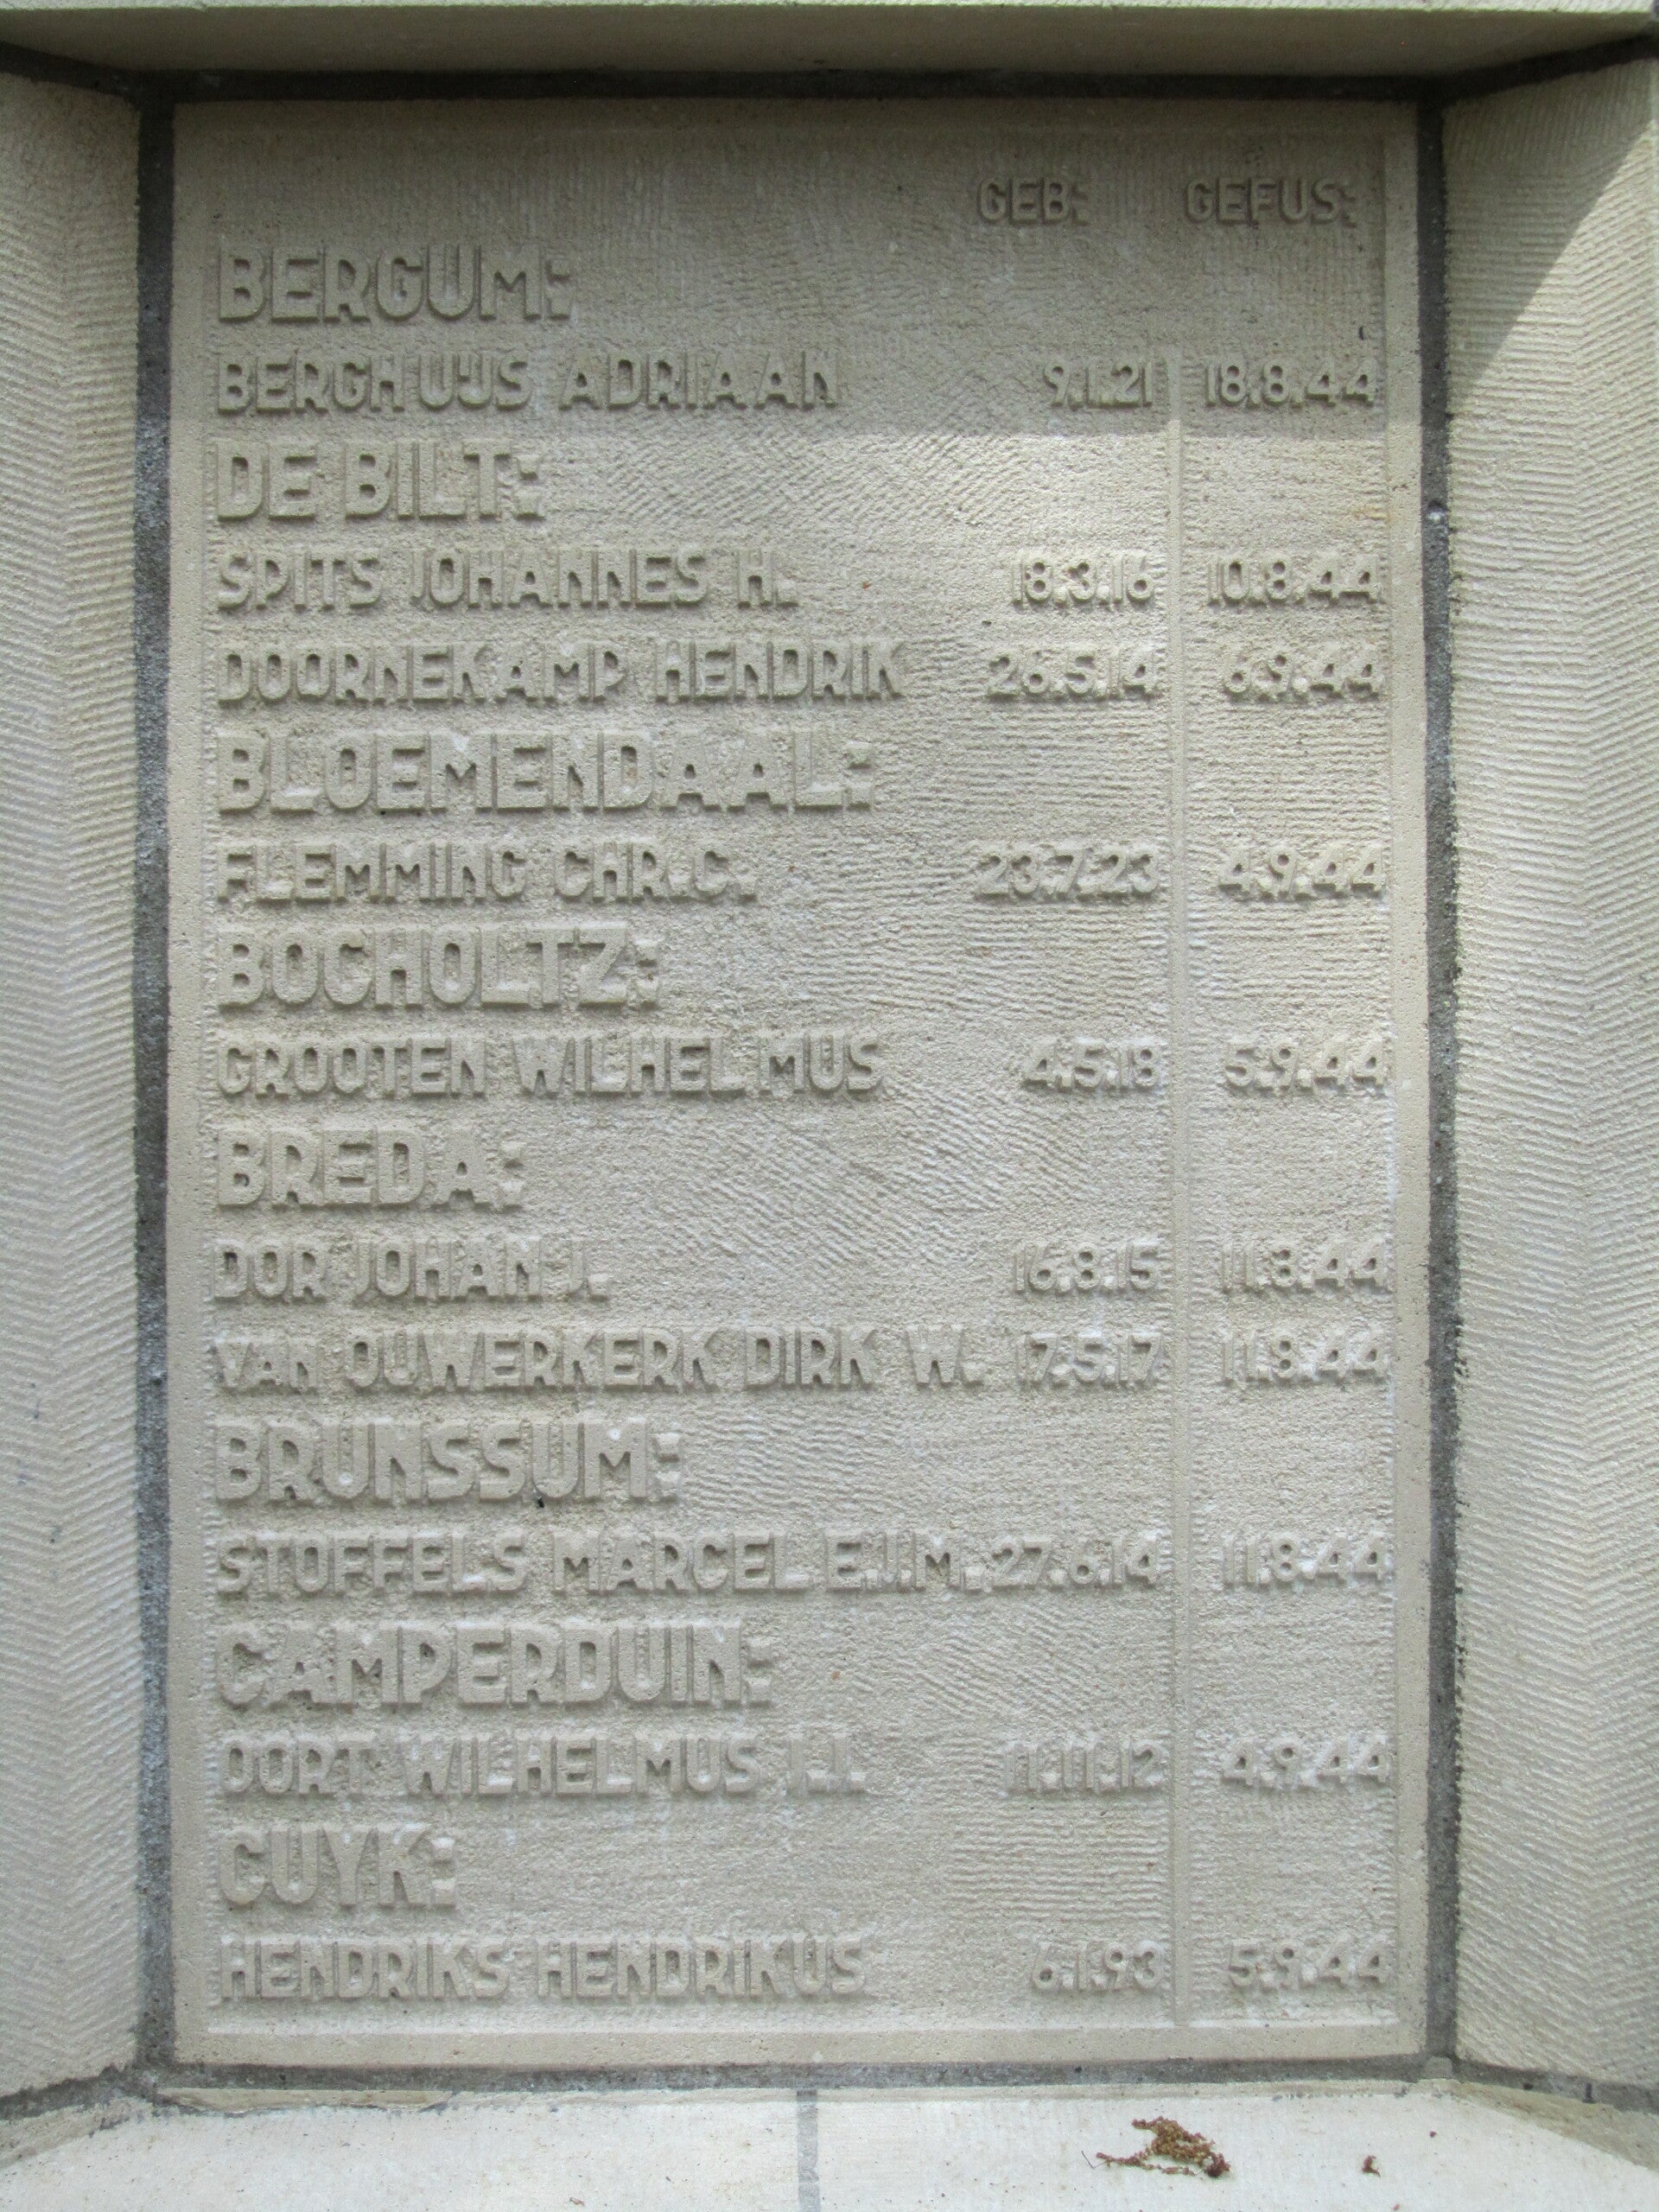 GEB: GEFUS:
BERGUM:
BERGHUIJS ADRIAAN 9.1.21 18.8.44
DE BILT:
SPITS JOHANNES H. 18.3.16 10.8.44
DOORNEKAMP HENDRIK 26.5.14 6.9.44
BLOEMENDAAL:
FLEMMING CHR.C. 23.7.23 4.9.44
BOCHOLTZ:
GROOTEN WILHELMUS 4.5.18 5.9.44
BREDA:
DOR JOHAN J. 16.8.15 11.8.44
VAN OUWERKERK DIRK W. 17.5.17 11.8.44
BRUNSSUM:
STOFFELS MARCEL E.J.M. 27.6.14 11.8.44
CAMPERDUIN:
OORT WILHELMUS J.J. 11.11.12 4.9.44
CUYK:
HENDRIKS HENDRIKUS 6.1.93 5.9.44